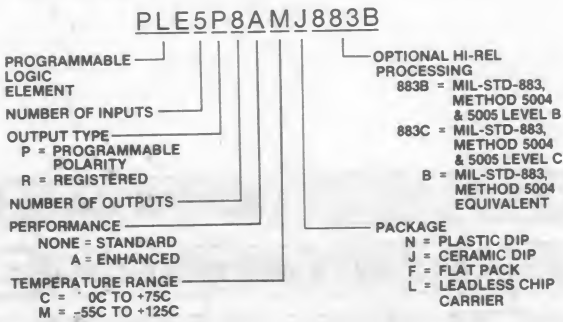 PLE5P8AMJ883B
PROGRAMMABLE
LOGIC
ELEMENT
NUMBER OF INPUTS
OUTPUT TYPE
P = PROGRAMMABLE
POLARITY
R = REGISTERED
NUMBER OF OUTPUTS
PERFORMANCE
NONE = STANDARD
A = ENHANCED
TEMPERATURE RANGE
C = 0C TO +75C
M = -55C TO +125C
OPTIONAL HI-REL
PROCESSING
883B = MIL-STD-883,
METHOD 5004
& 5005 LEVEL B
883C = MIL-STD-883,
METHOD 5004
& 5005 LEVEL C
B = MIL-STD-883,
METHOD 5004
EQUIVALENT
PACKAGE
N = PLASTIC DIP
J = CERAMIC DIP
F = FLAT PACK
L = LEADLESS CHIP
CARRIER